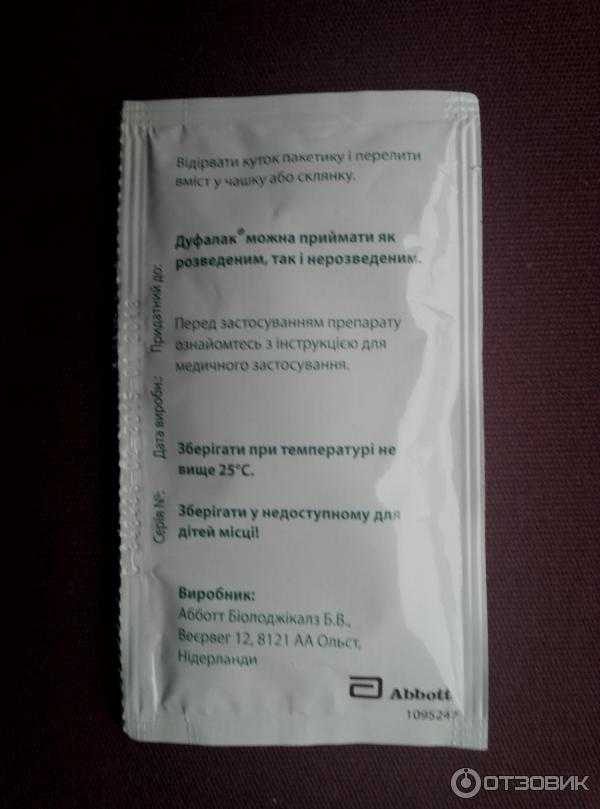 Відірвати куток пакетику і перелити
вміст у чашку або склянку.
Дуфалак® можна приймати як
розведеним, так і нерозведеним.
Перед застосуванням препарату
ознайомтесь з інструкцією для
медичного застосування.
Зберігати при температурі не
вище 25°C.
Зберігати у недоступному для
дітей місці!
Виробник:
Абботт Біолоджікалз Б.В.,
Веєрвег 12, 8121 АА Ольст,
Нідерланди
Abbott
1095247
Серія №:
Дата вироби.:
Придатний до:
ОТЗОВИК